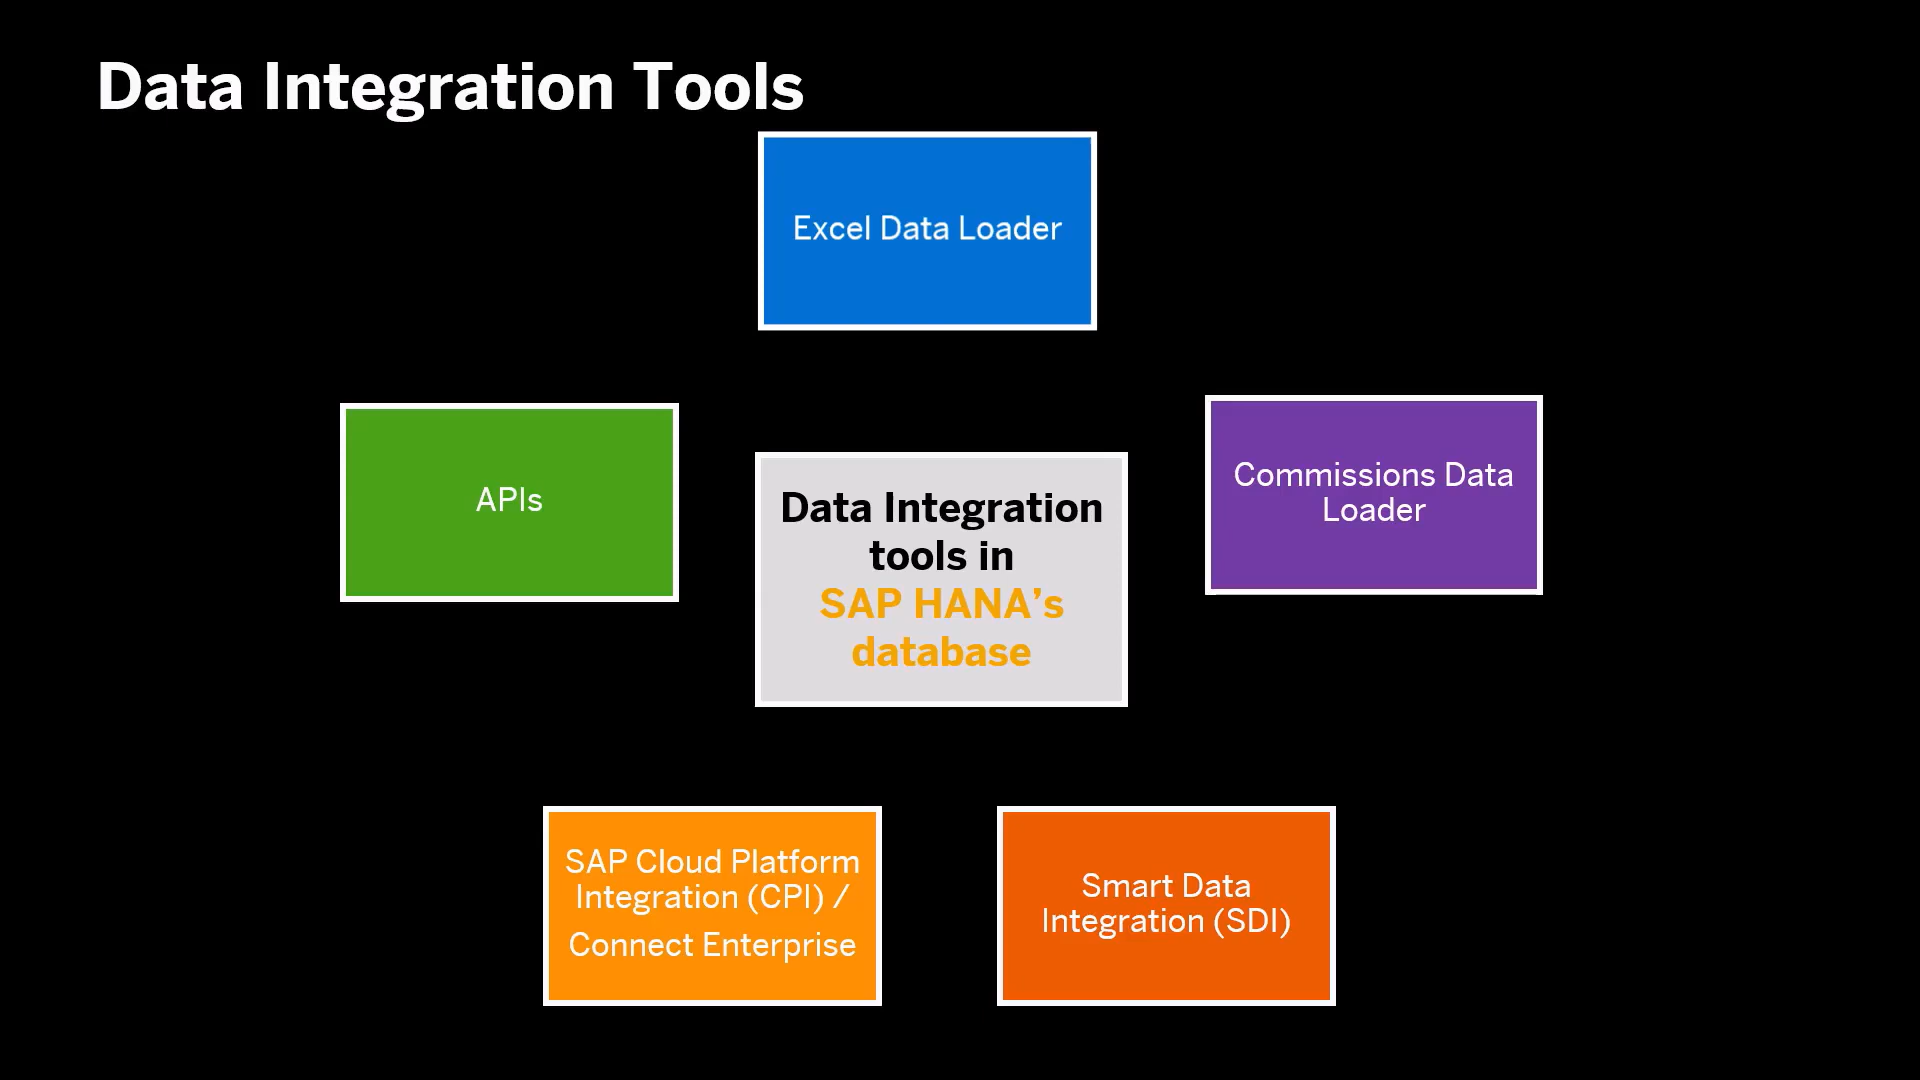 Data Integration Tools
Excel Data Loader
APIs
Commissions Data
Loader
Data Integration
tools in
SAP HANA’s
database
SAP Cloud Platform
Integration (CPI) /
Connect Enterprise
Smart Data
Integration (SDI)